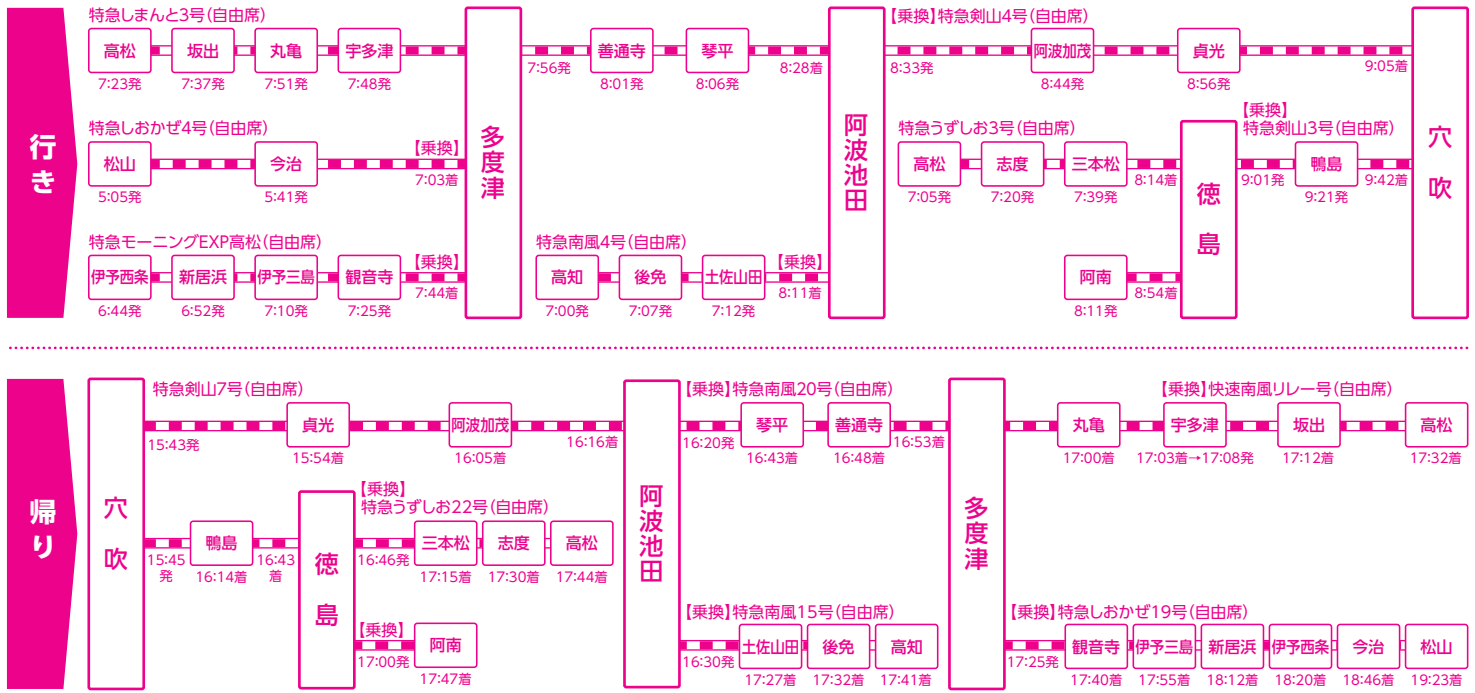 行き
特急しまんと3号(自由席)
高松 坂出 丸亀 宇多津
7:23発 7:37発 7:51発 7:48発
特急しおかぜ4号(自由席)
松山 今治 【乗換】
5:05発 5:41発 7:03着
特急モーニングEXP高松(自由席)
伊予西条 新居浜 伊予三島 観音寺 【乗換】
6:44発 6:52発 7:10発 7:25発 7:44着
多度津
善通寺 琴平
7:56発 8:01発 8:06発 8:28着
特急南風4号(自由席)
高知 後免 土佐山田 【乗換】
7:00発 7:07発 7:12発 8:11着
阿波池田
【乗換】特急剣山4号(自由席)
阿波加茂 貞光
8:33発 8:44発 8:56発 9:05着
特急うずしお3号(自由席)
高松 志度 三本松
7:05発 7:20発 7:39発 8:14着
阿南
8:11発 8:54着
徳島
【乗換】
特急剣山3号(自由席)
鴨島
9:01発 9:21発 9:42着
穴吹
帰り
穴吹
特急剣山7号(自由席)
貞光 阿波加茂
15:43発 15:54着 16:05着 16:16着
鴨島
15:45発 16:14着 16:43着
徳島
【乗換】
特急うずしお22号(自由席)
三本松 志度 高松
16:46発 17:15着 17:30着 17:44着
【乗換】
阿南
17:00発 17:47着
阿波池田
【乗換】特急南風20号(自由席)
琴平 善通寺
16:20発 16:43着 16:48着 16:53着
【乗換】特急南風15号(自由席)
土佐山田 後免 高知
16:30発 17:27着 17:32着 17:41着
多度津
【乗換】快速南風リレー号(自由席)
丸亀 宇多津 坂出 高松
17:00着 17:03着→17:08発 17:12着 17:32着
【乗換】特急しおかぜ19号(自由席)
観音寺 伊予三島 新居浜 伊予西条 今治 松山
17:25発 17:40着 17:55着 18:12着 18:20着 18:46着 19:23着